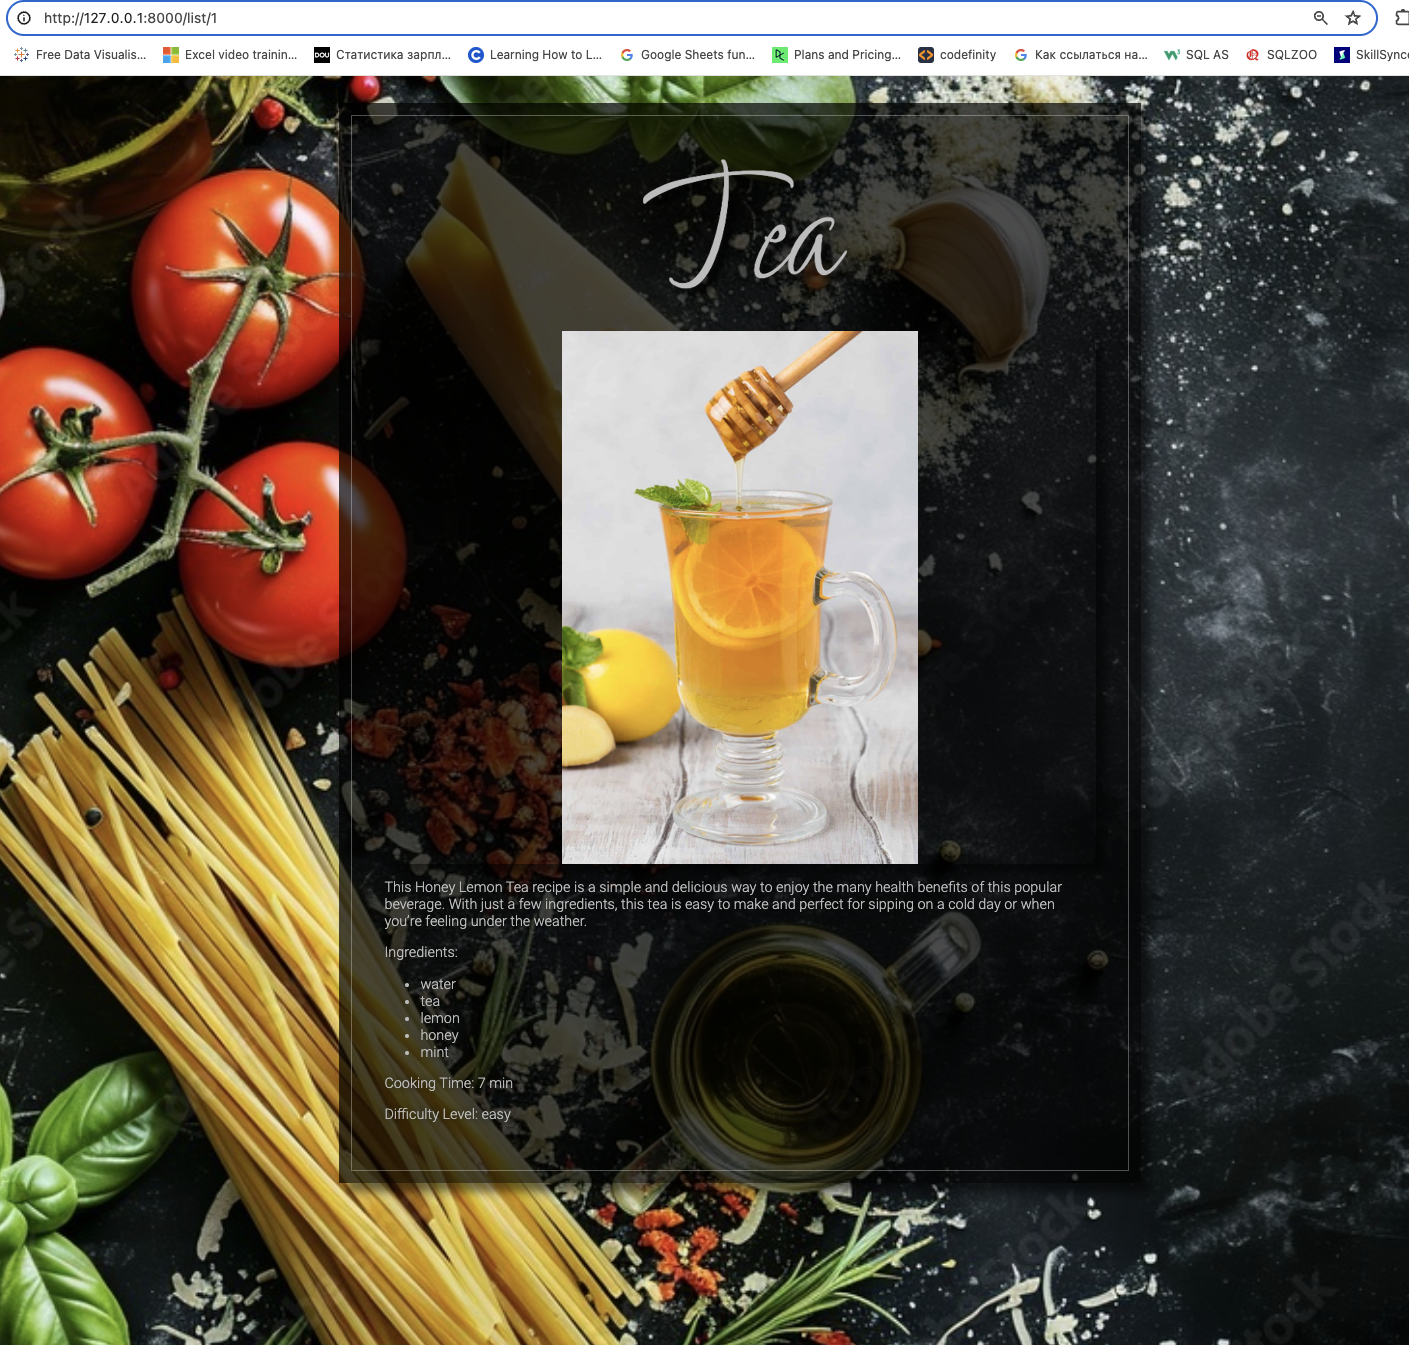 http://127.0.0.1:8000/list/1
Free Data Visualis... Excel video trainin... DOU Статистика зарпл... Learning How to L... Google Sheets fun... Plans and Pricing... codefinity Как ссылаться на... SQL AS SQLZOO SkillSync
Tea
This Honey Lemon Tea recipe is a simple and delicious way to enjoy the many health benefits of this popular
beverage. With just a few ingredients, this tea is easy to make and perfect for sipping on a cold day or when
you're feeling under the weather.
Ingredients:
• water
• tea
• lemon
• honey
• mint
Cooking Time: 7 min
Difficulty Level: easy
Adobe Stock